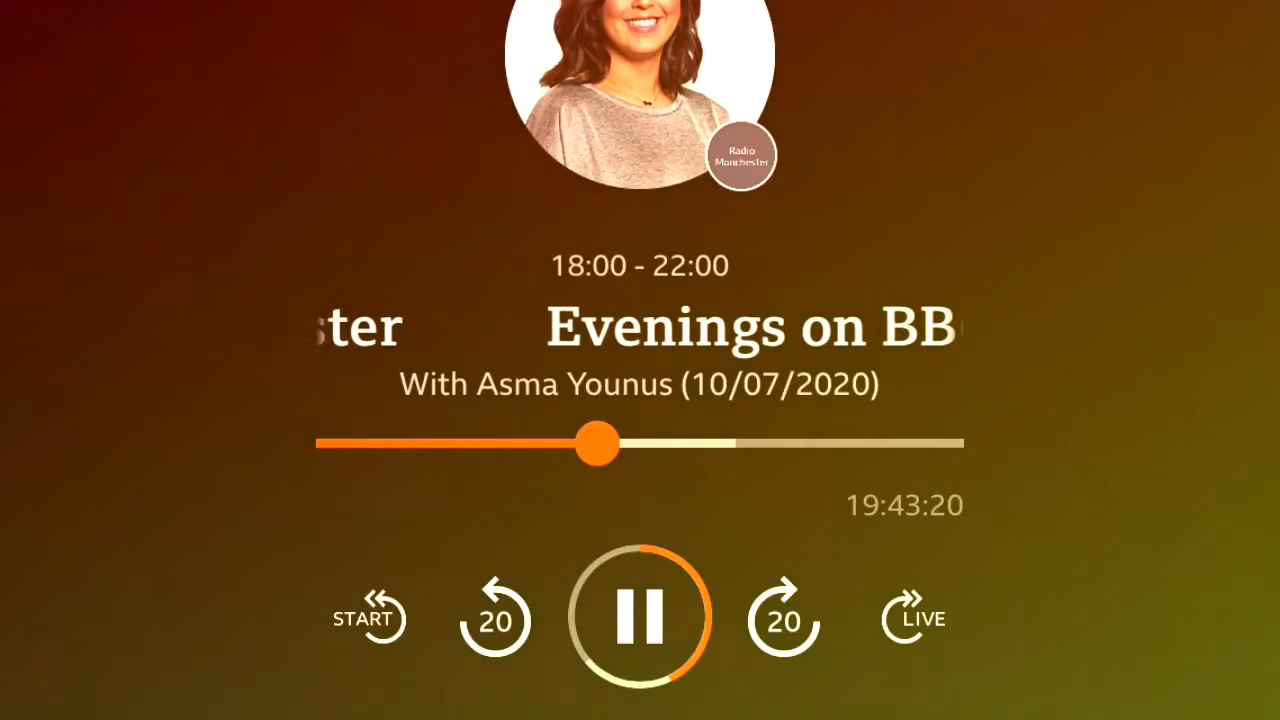 Radio
Manchester
18:00 - 22:00
ster Evenings on BB
With Asma Younus (10/07/2020)
19:43:20
START 20 20 LIVE